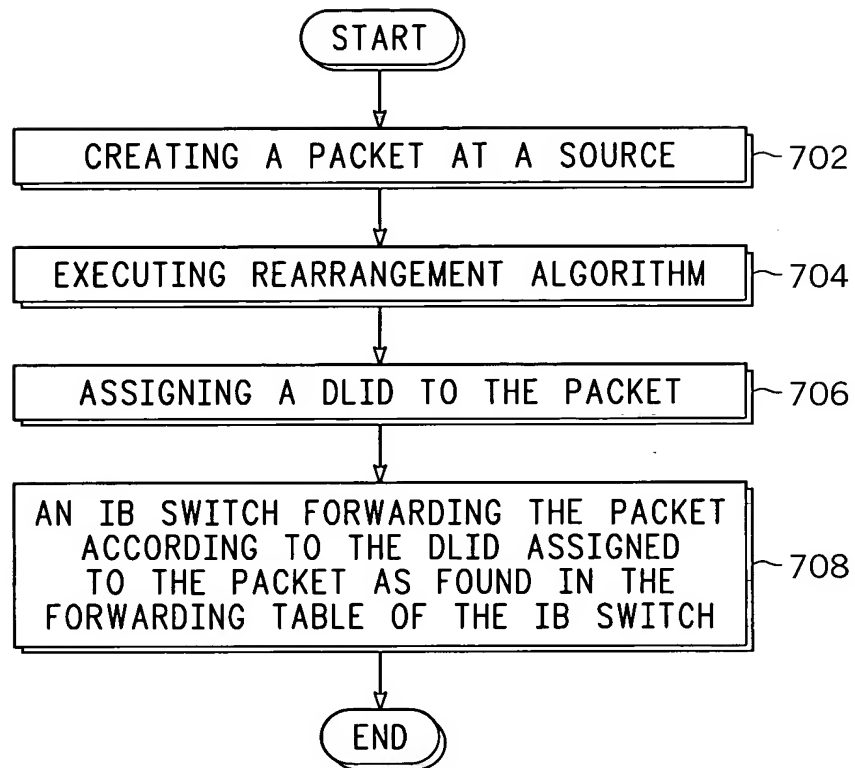 START
CREATING A PACKET AT A SOURCE
702
EXECUTING REARRANGEMENT ALGORITHM
704
ASSIGNING A DLID TO THE PACKET
706
AN IB SWITCH FORWARDING THE PACKET
ACCORDING TO THE DLID ASSIGNED
TO THE PACKET AS FOUND IN THE
FORWARDING TABLE OF THE IB SWITCH
708
END